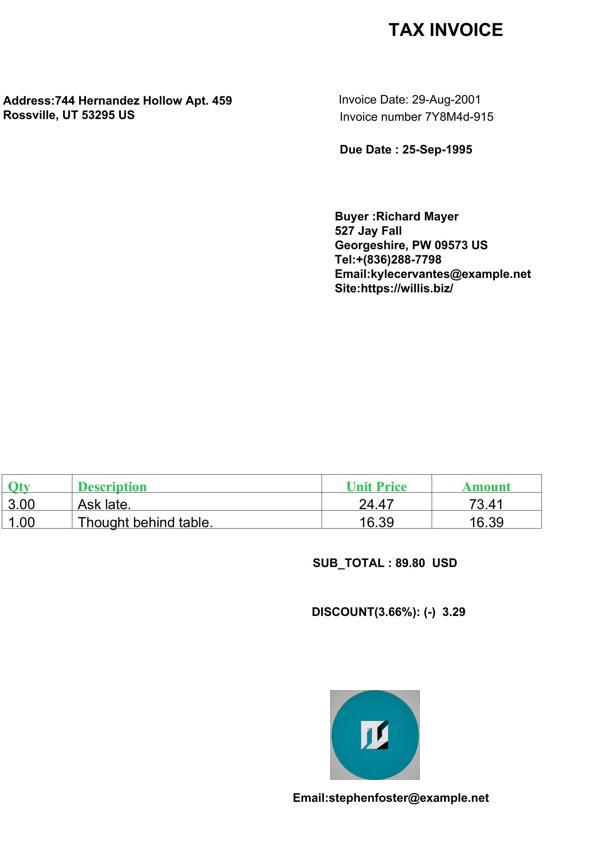 TAX INVOICE
Address:744 Hernandez Hollow Apt. 459
Rossville, UT 53295 US
Invoice Date: 29-Aug-2001
Invoice number 7Y8M4d-915
Due Date : 25-Sep-1995
Buyer :Richard Mayer
527 Jay Fall
Georgeshire, PW 09573 US
Tel:+(836)288-7798
Email:kylecervantes@example.net
Site:https://willis.biz/
Qty Description Unit Price Amount
3.00 Ask late. 24.47 73.41
1.00 Thought behind table. 16.39 16.39
SUB_TOTAL : 89.80 USD
DISCOUNT(3.66%): (-) 3.29
Email:stephenfoster@example.net